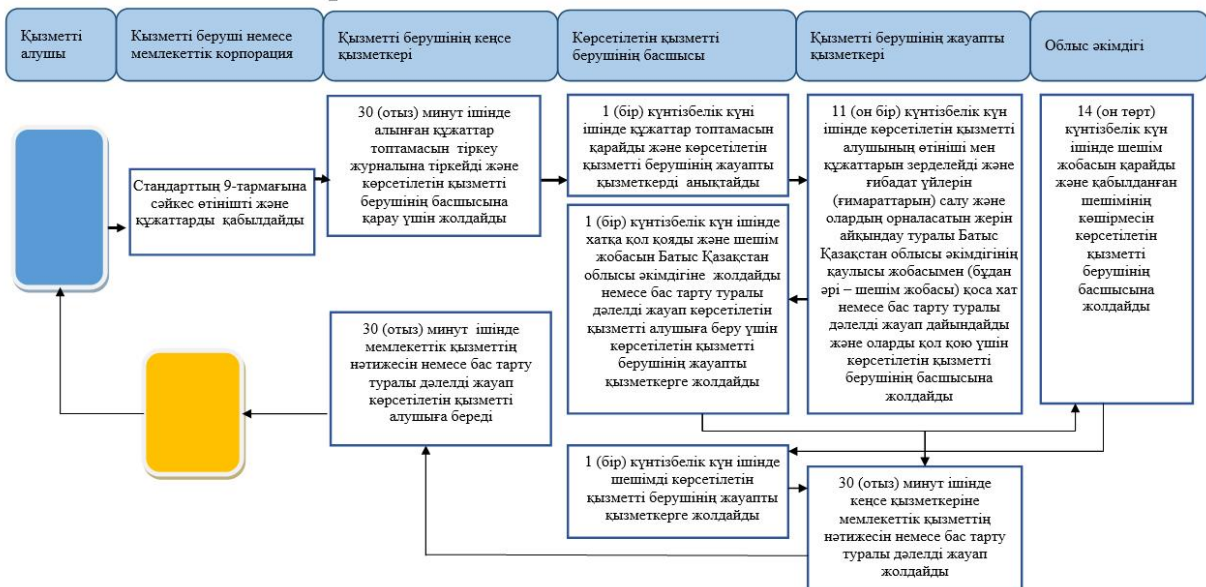 Қызметті
алушы
Қызметті беруші немесе
мемлекеттік корпорация
Қызметті берушінің кеңсе
қызметкері
Көрсетілетін қызметті
берушінің басшысы
Қызметті берушінің жауапты
қызметкері
Облыс әкімдігі
Стандарттың 9-тармағына
сәйкес өтінішті және
құжаттарды қабылдайды
30 (отыз) минут ішінде
алынған құжаттар
топтамасын тіркеу
журналына тіркейді және
көрсетілетін қызметті
берушінің басшысына
қарау үшін жолдайды
1 (бір) күнтізбелік күні
ішінде құжаттар топтамасын
қарайды және көрсетілетін
қызметті берушінің жауапты
қызметкерді анықтайды
11 (он бір) күнтізбелік күн
ішінде көрсетілетін қызметті
алушының өтініші мен
құжаттарын зерделейді және
ғибадат үйлерін
(ғимараттарын) салу және
олардың орналасатын жерін
айқындау туралы Батыс
Қазақстан облысы әкімдігінің
қаулысы жобасымен (бұдан
әрі – шешім жобасы) қоса хат
немесе бас тарту туралы
дәлелді жауап дайындайды
және оларды қол қою үшін
көрсетілетін қызметті
берушінің басшысына
жолдайды
14 (он төрт)
күнтізбелік күн
ішінде шешім
жобасын қарайды
және қабылданған
шешімінің
көшірмесін
көрсетілетін
қызметті
берушінің
басшысына
жолдайды
1 (бір) күнтізбелік күн ішінде
хатқа қол қояды және шешім
жобасын Батыс Қазақстан
облысы әкімдігіне жолдайды
немесе бас тарту туралы
дәлелді жауап көрсетілетін
қызметті алушыға беру үшін
көрсетілетін қызметті
берушінің жауапты
қызметкерге жолдайды
30 (отыз) минут ішінде
мемлекеттік қызметтің
нәтижесін немесе бас тарту
туралы дәлелді жауап
көрсетілетін қызметті
алушыға береді
1 (бір) күнтізбелік күн ішінде
шешімді көрсетілетін
қызметті берушінің жауапты
қызметкерге жолдайды
30 (отыз) минут ішінде
кеңсе қызметкеріне
мемлекеттік қызметтің
нәтижесін немесе бас тарту
туралы дәлелді жауап
жолдайды